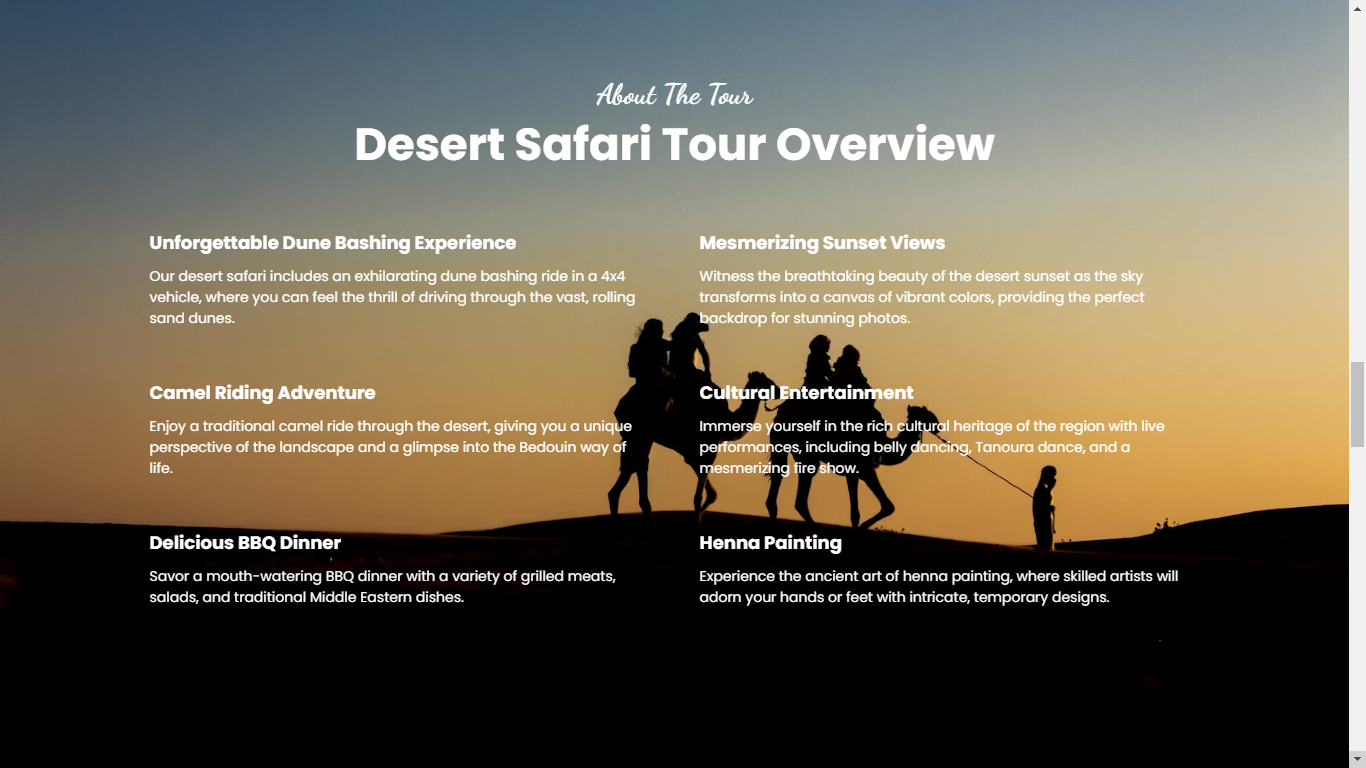 About The Tour
Desert Safari Tour Overview
Unforgettable Dune Bashing Experience
Our desert safari includes an exhilarating dune bashing ride in a 4x4
vehicle, where you can feel the thrill of driving through the vast, rolling
sand dunes.
Mesmerizing Sunset Views
Witness the breathtaking beauty of the desert sunset as the sky
transforms into a canvas of vibrant colors, providing the perfect
backdrop for stunning photos.
Camel Riding Adventure
Enjoy a traditional camel ride through the desert, giving you a unique
perspective of the landscape and a glimpse into the Bedouin way of
life.
Cultural Entertainment
Immerse yourself in the rich cultural heritage of the region with live
performances, including belly dancing, Tanoura dance, and a
mesmerizing fire show.
Delicious BBQ Dinner
Savor a mouth-watering BBQ dinner with a variety of grilled meats,
salads, and traditional Middle Eastern dishes.
Henna Painting
Experience the ancient art of henna painting, where skilled artists will
adorn your hands or feet with intricate, temporary designs.